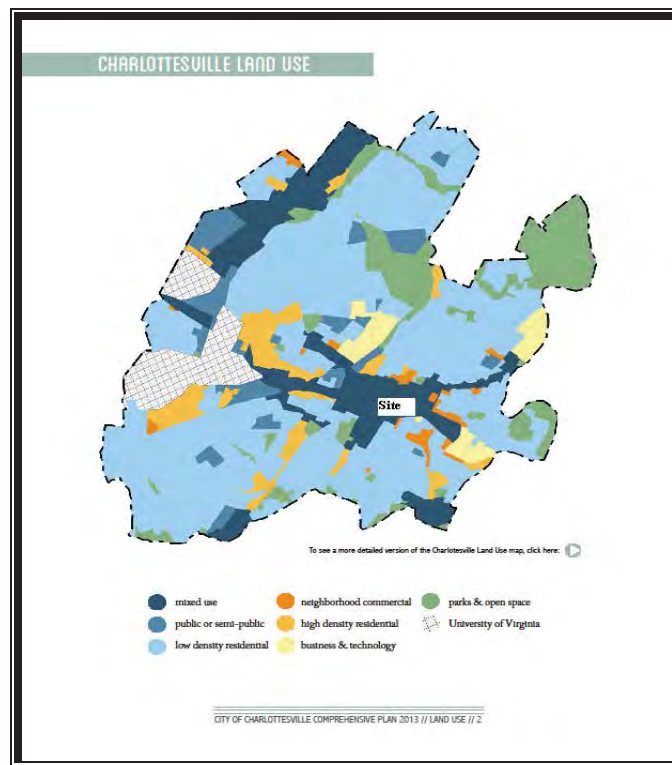 CHARLOTTESVILLE LAND USE
Site
To see a more detailed version of the Charlottesville Land Use map, click here:
mixed use
neighborhood commercial
parks & open space
public or semi-public
high density residential
University of Virginia
low density residential
business & technology
CITY OF CHARLOTTESVILLE COMPREHENSIVE PLAN 2013 // LAND USE // 2